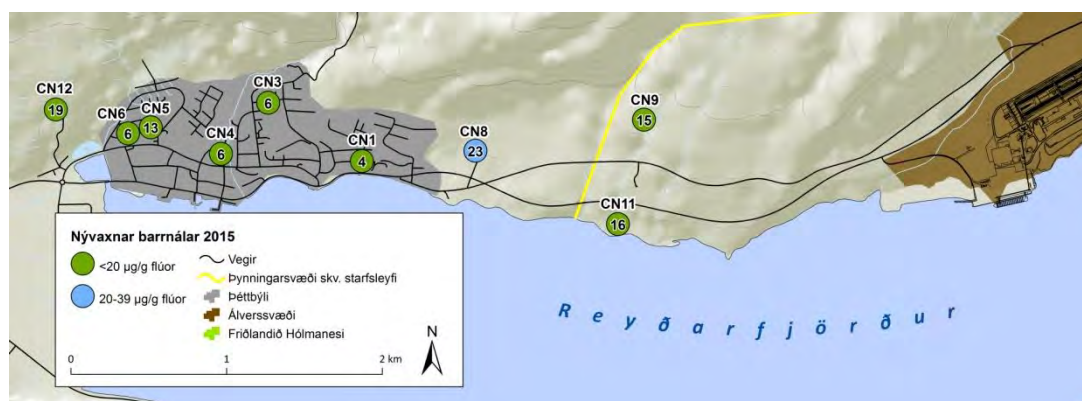 CN12
19
CN6
6
CN5
13
CN3
6
CN4
6
CN1
4
CN8
23
CN9
15
CN11
16
Nývaxnar barrnálar 2015
<20 µg/g flúor
20-39 µg/g flúor
Vegir
Þynningarsvæði skv. starfsleyfi
Þéttbýli
Álverssvæði
Friðlandið Hólmanesi
0 1 2 km
N
Reyðarfjörður